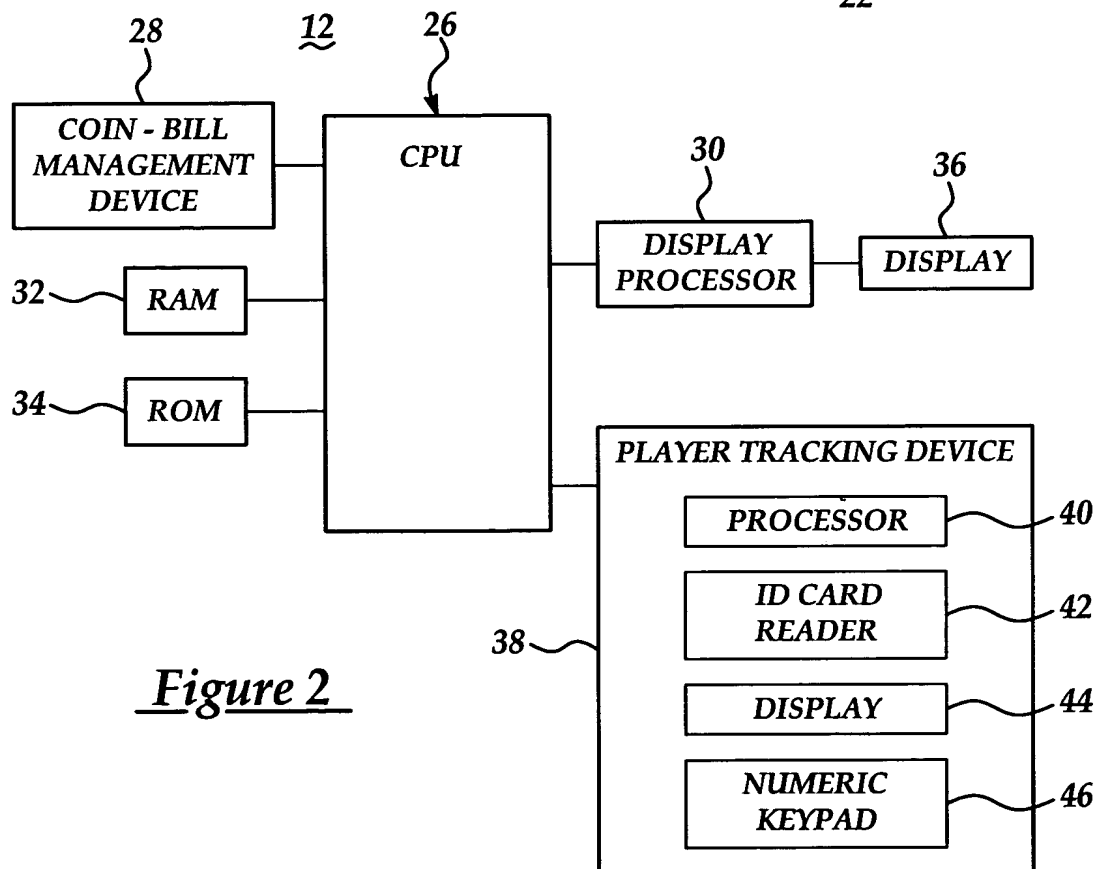 22
28
12
26
COIN - BILL
MANAGEMENT
DEVICE
CPU
30
36
DISPLAY
PROCESSOR
DISPLAY
32
RAM
34
ROM
PLAYER TRACKING DEVICE
PROCESSOR
40
ID CARD
READER
42
38
DISPLAY
44
NUMERIC
KEYPAD
46
Figure 2